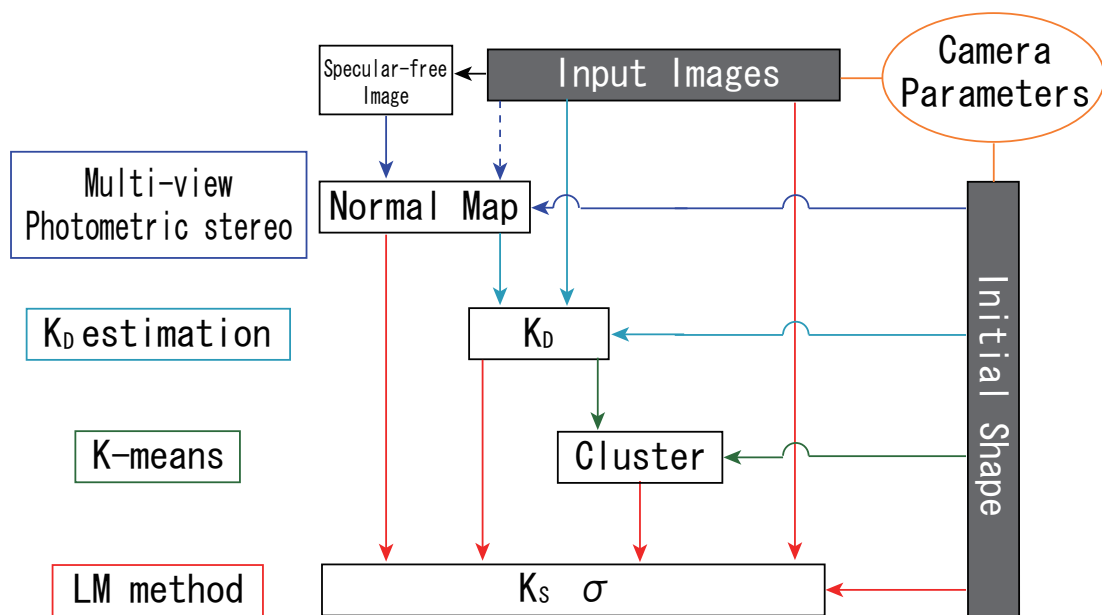 Specular-free
Image
Input Images
Camera
Parameters
Multi-view
Photometric stereo
Normal Map
Initial Shape
KD estimation
KD
K-means
Cluster
LM method
KS σ